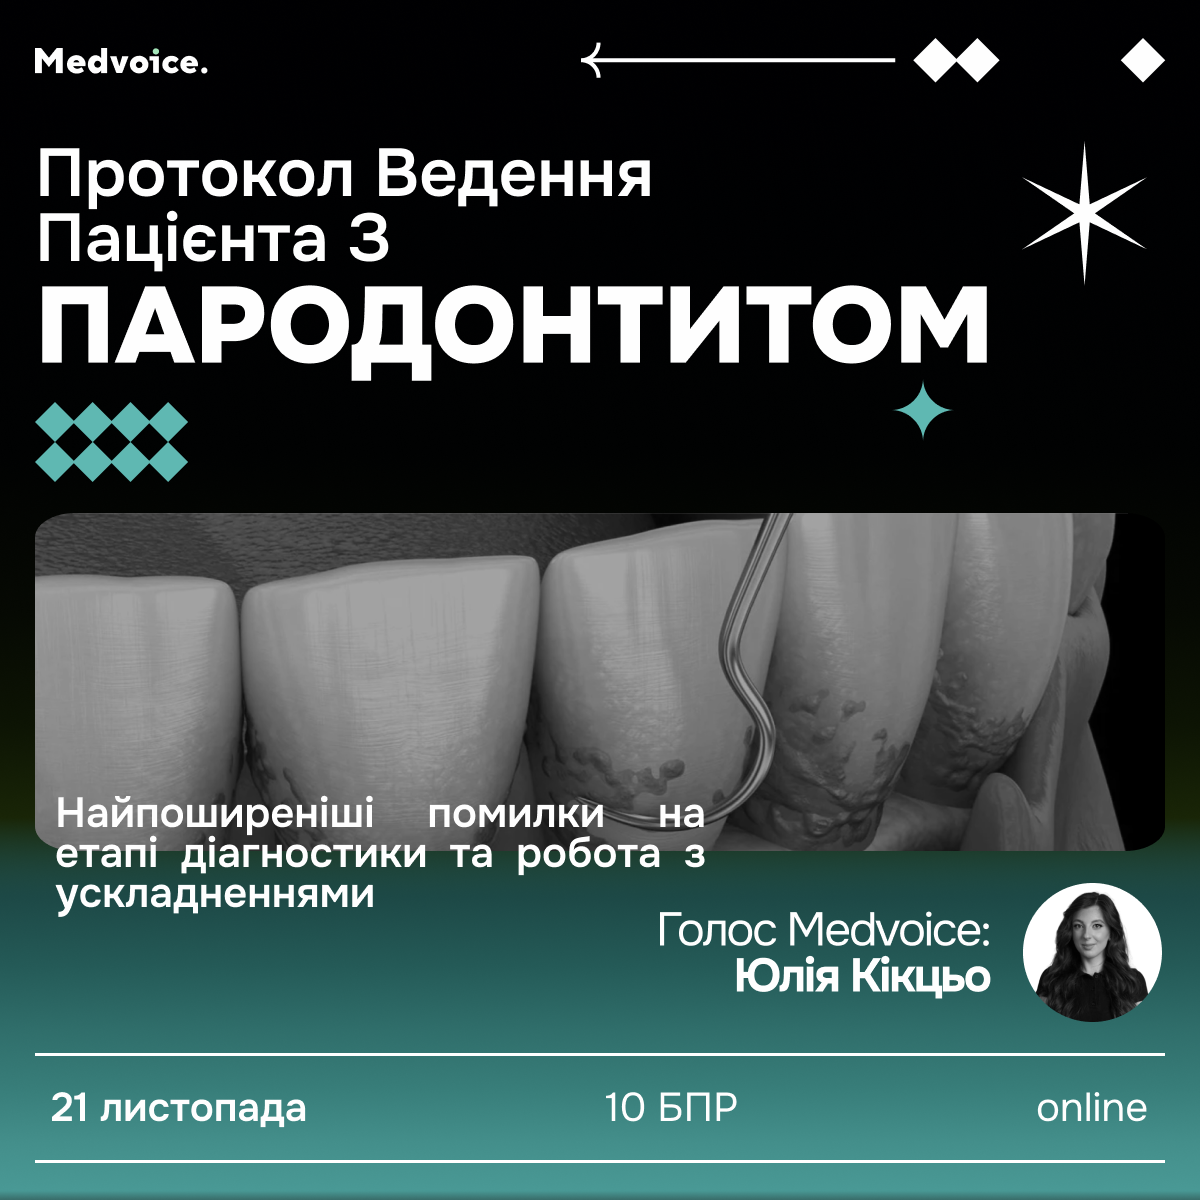 Medvoice.
Протокол Ведення
Пацієнта З
ПАРОДОНТИТОМ
Найпоширеніші помилки на
етапі діагностики та робота з
ускладненнями
Голос Medvoice:
Юлія Кікцьо
21 листопада
10 БПР
online